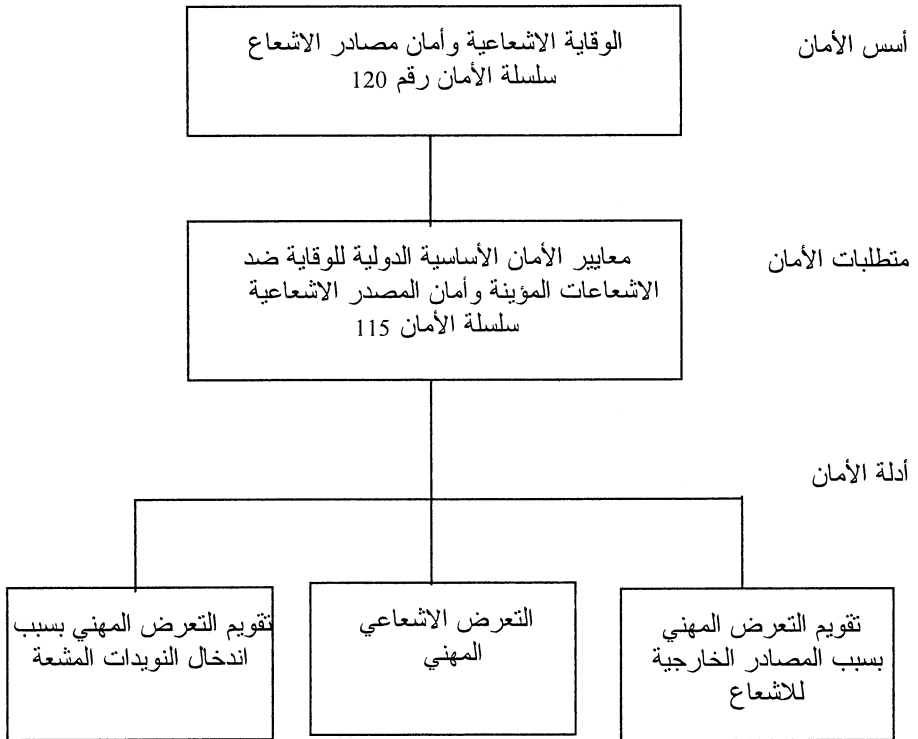 أسس الأمان
الوقاية الاشعاعية وأمان مصادر الاشعاع
سلسلة الأمان رقم 120
متطلبات الأمان
معايير الأمان الأساسية الدولية للوقاية ضد
الاشعاعات المؤينة وأمان المصدر الاشعاعية
سلسلة الأمان 115
أدلة الأمان
تقويم التعرض المهني
بسبب المصادر الخارجية
للاشعاع
التعرض الاشعاعي
المهني
تقويم التعرض المهني بسبب
اندخال النويدات المشعة